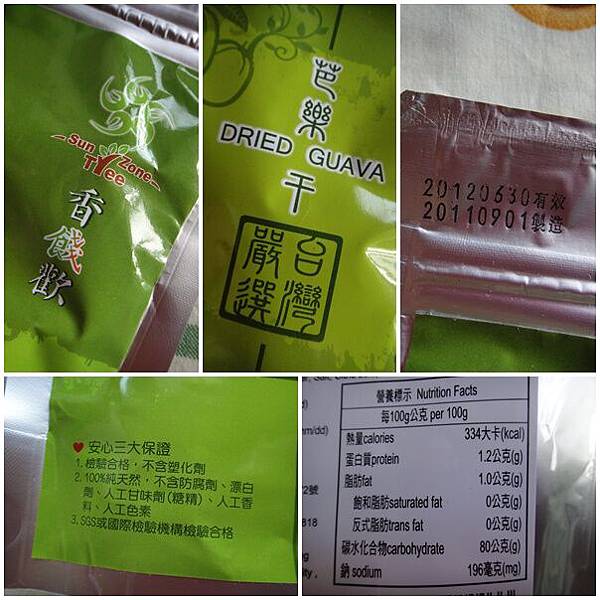 Sun Zone
Tree
香餞歡
芭樂干
DRIED GUAVA
台灣
嚴選
20120630有效
20110901製造
♥ 安心三大保證
1. 檢驗合格，不含塑化劑
2. 100%純天然，不含防腐劑、漂白
劑、人工甘味劑(糖精)、人工香
料、人工色素
3. SGS或國際檢驗機構檢驗合格
mm/dd)
2號
818
營養標示 Nutrition Facts
每100g公克 per 100g
熱量calories 334大卡(kcal)
蛋白質protein 1.2公克(g)
脂肪fat 1.0公克(g)
飽和脂肪saturated fat 0公克(g)
反式脂肪trans fat 0公克(g)
碳水化合物carbohydrate 80公克(g)
鈉 sodium 196毫克(mg)